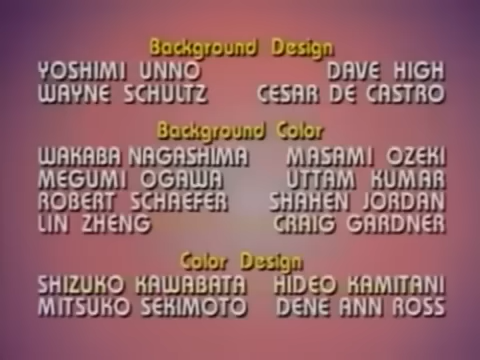 Background Design
YOSHIMI UNNO DAVE HIGH
WAYNE SCHULTZ CESAR DE CASTRO
Background Color
WAKABA NAGASHIMA MASAMI OZEKI
MEGUMI OGAWA UTTAM KUMAR
ROBERT SCHAEFER SHAHEN JORDAN
LIN ZHENG CRAIG GARDNER
Color Design
SHIZUKO KAWABATA HIDEO KAMITANI
MITSUKO SEKIMOTO DENE ANN ROSS